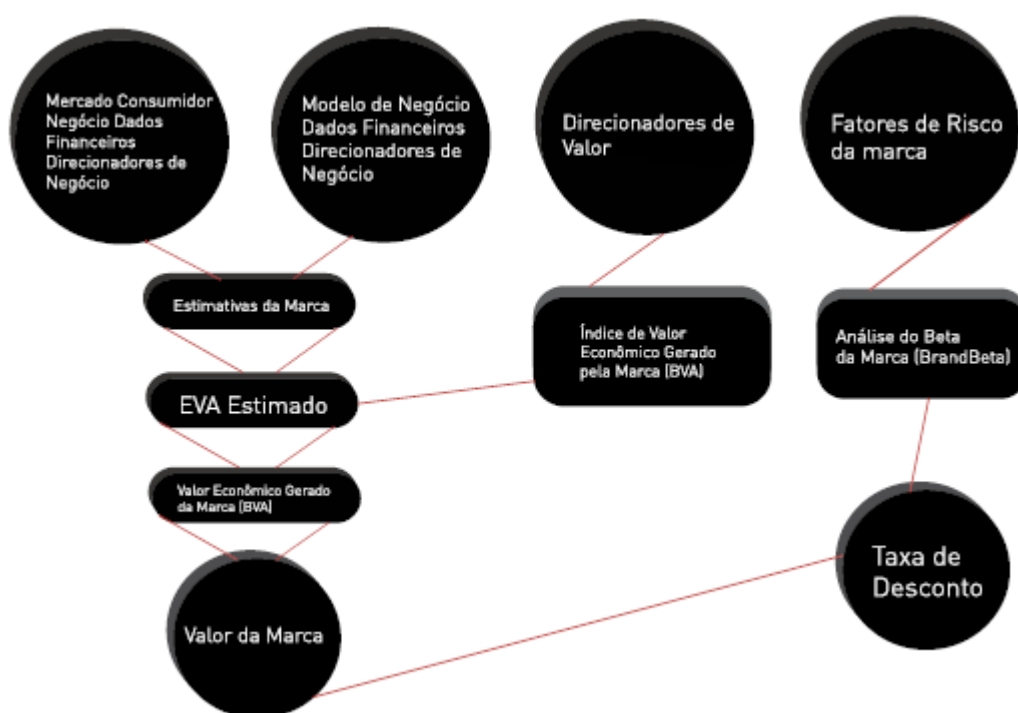 Mercado Consumidor
Negócio Dados
Financeiros
Direcionadores de
Negócio
Modelo de Negócio
Dados Financeiros
Direcionadores de
Negócio
Direcionadores de
Valor
Fatores de Risco
da marca
Estimativas da Marca
Índice de Valor
Econômico Gerado
pela Marca (BVA)
Análise do Beta
da Marca (BrandBeta)
EVA Estimado
Valor Econômico Gerado
da Marca (BVA)
Taxa de
Desconto
Valor da Marca